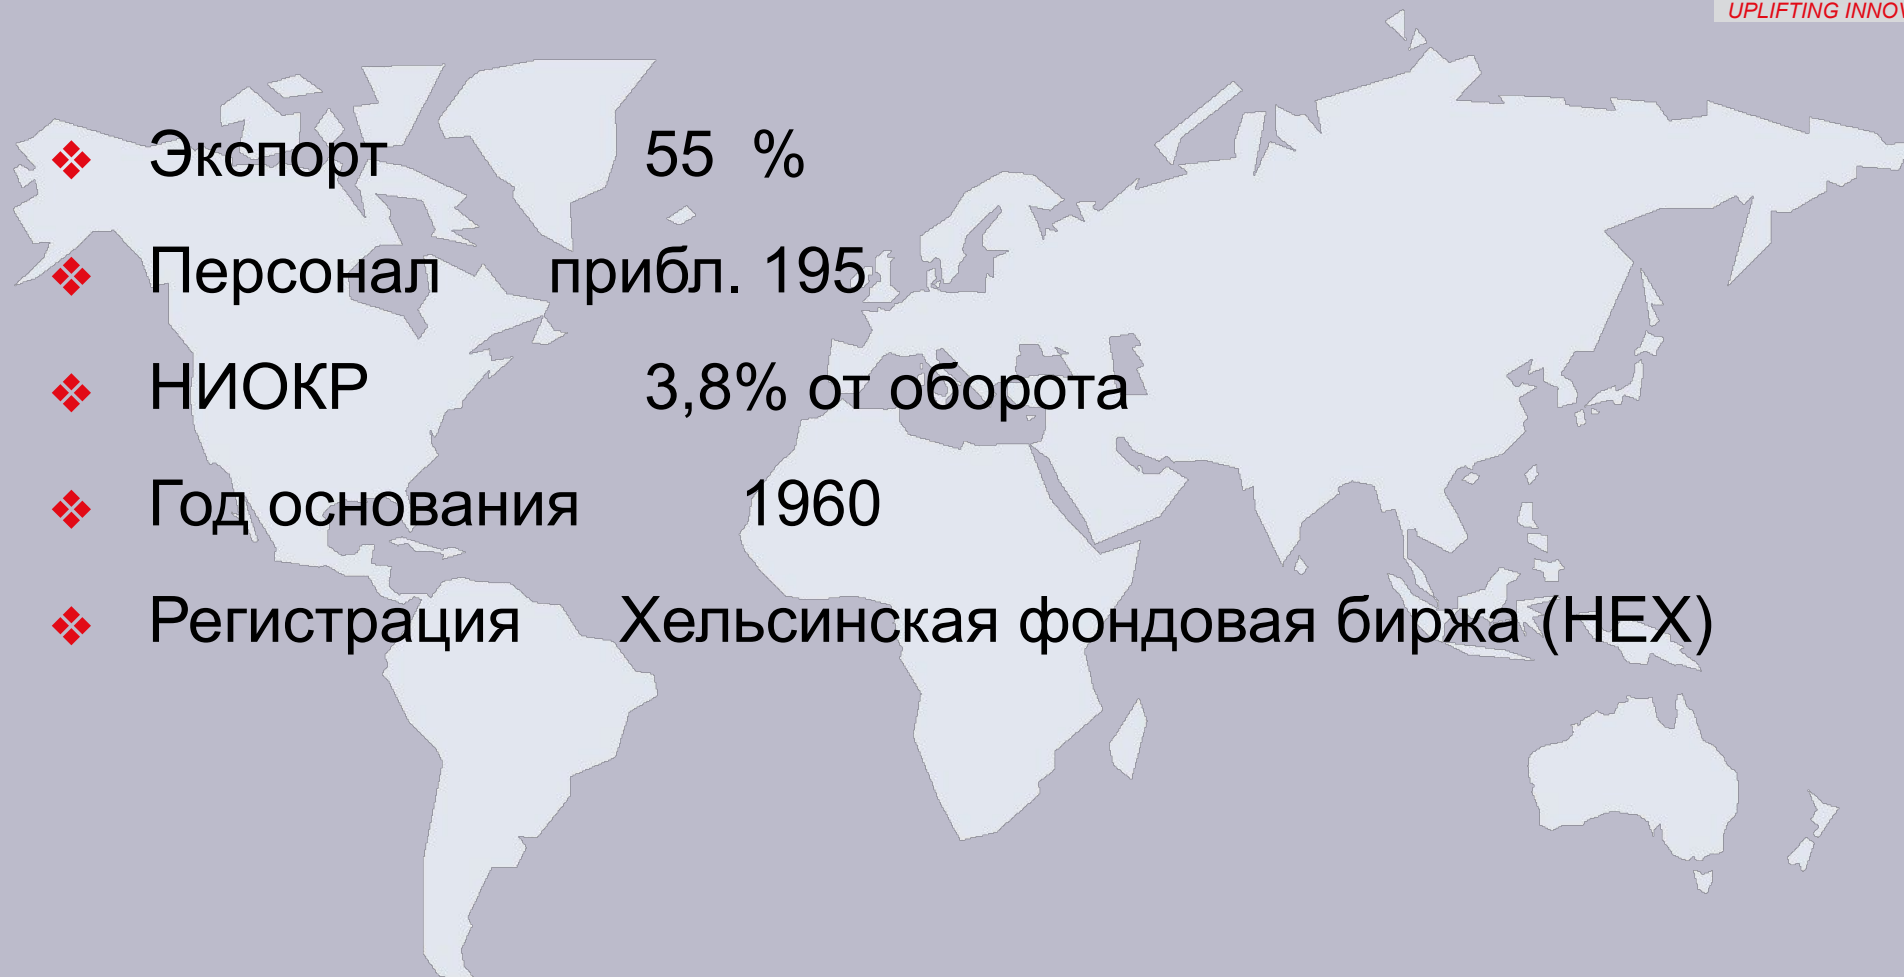 UPLIFTING
Экспорт 55 %
Персонал прибл. 195
НИОКР 3,8% от оборота
Год основания 1960
Регистрация Хельсинская фондовая биржа (HEX)